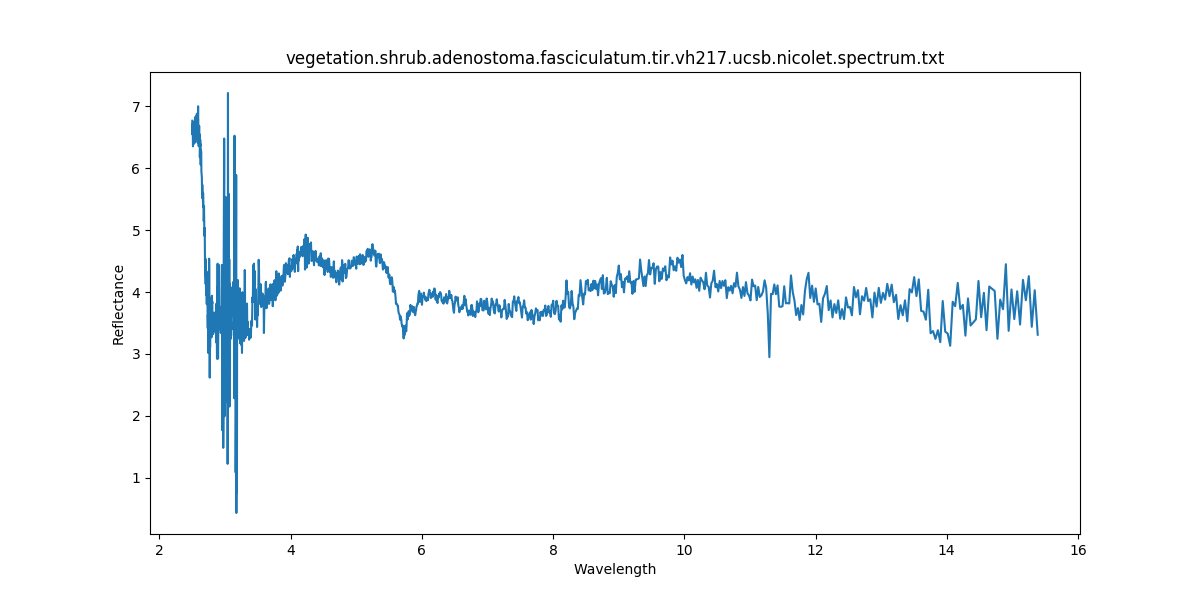 vegetation.shrub.adenostoma.fasciculatum.tir.vh217.ucsb.nicolet.spectrum.txt
7
6
5
4
3
2
1
Reflectance
2 4 6 8 10 12 14 16
Wavelength